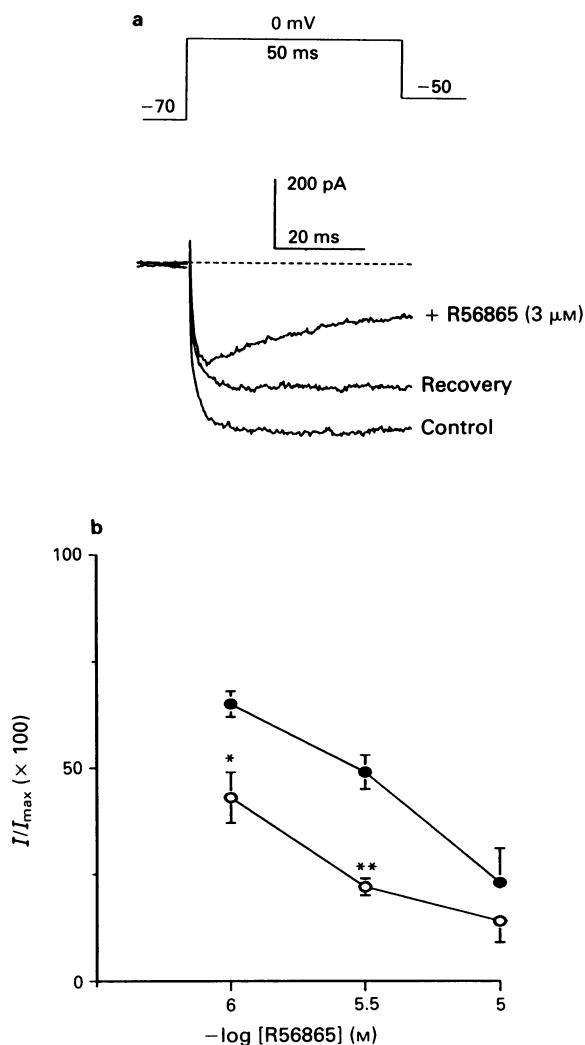 a
0 mV
50 ms
−70
−50
200 pA
20 ms
+ R56865 (3 μM)
Recovery
Control
b
100
50
0
*
**
6
5.5
5
I/Imax (× 100)
−log [R56865] (M)